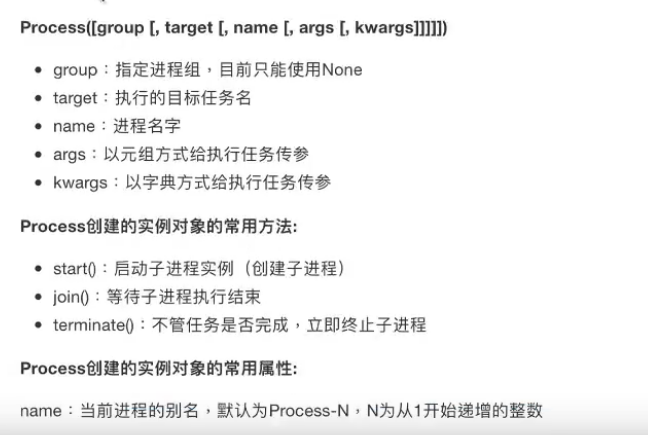 Process([group [, target [, name [, args [, kwargs]]]]])
group：指定进程组，目前只能使用None
target：执行的目标任务名
name：进程名字
args：以元组方式给执行任务传参
kwargs：以字典方式给执行任务传参
Process创建的实例对象的常用方法:
start()：启动子进程实例（创建子进程）
join()：等待子进程执行结束
terminate()：不管任务是否完成，立即终止子进程
Process创建的实例对象的常用属性:
name：当前进程的别名，默认为Process-N，N为从1开始递增的整数